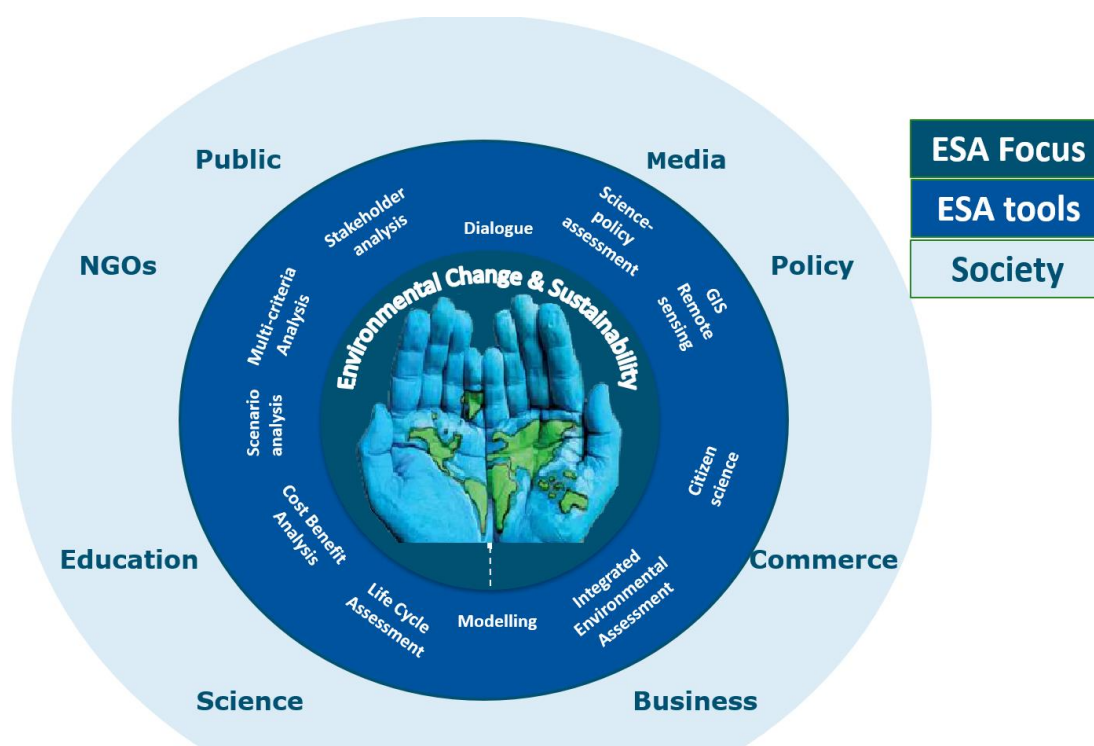 Public
Media
ESA Focus
ESA tools
Society
NGOs
Policy
Stakeholder
analysis
Dialogue
Science-
policy
assessment
Multi-criteria
Analysis
GIS
Remote
sensing
Environmental Change & Sustainability
Scenario
analysis
Citizen
science
Cost Benefit
Analysis
Life Cycle
Assessment
Modelling
Integrated
Environmental
Assessment
Education
Commerce
Science
Business